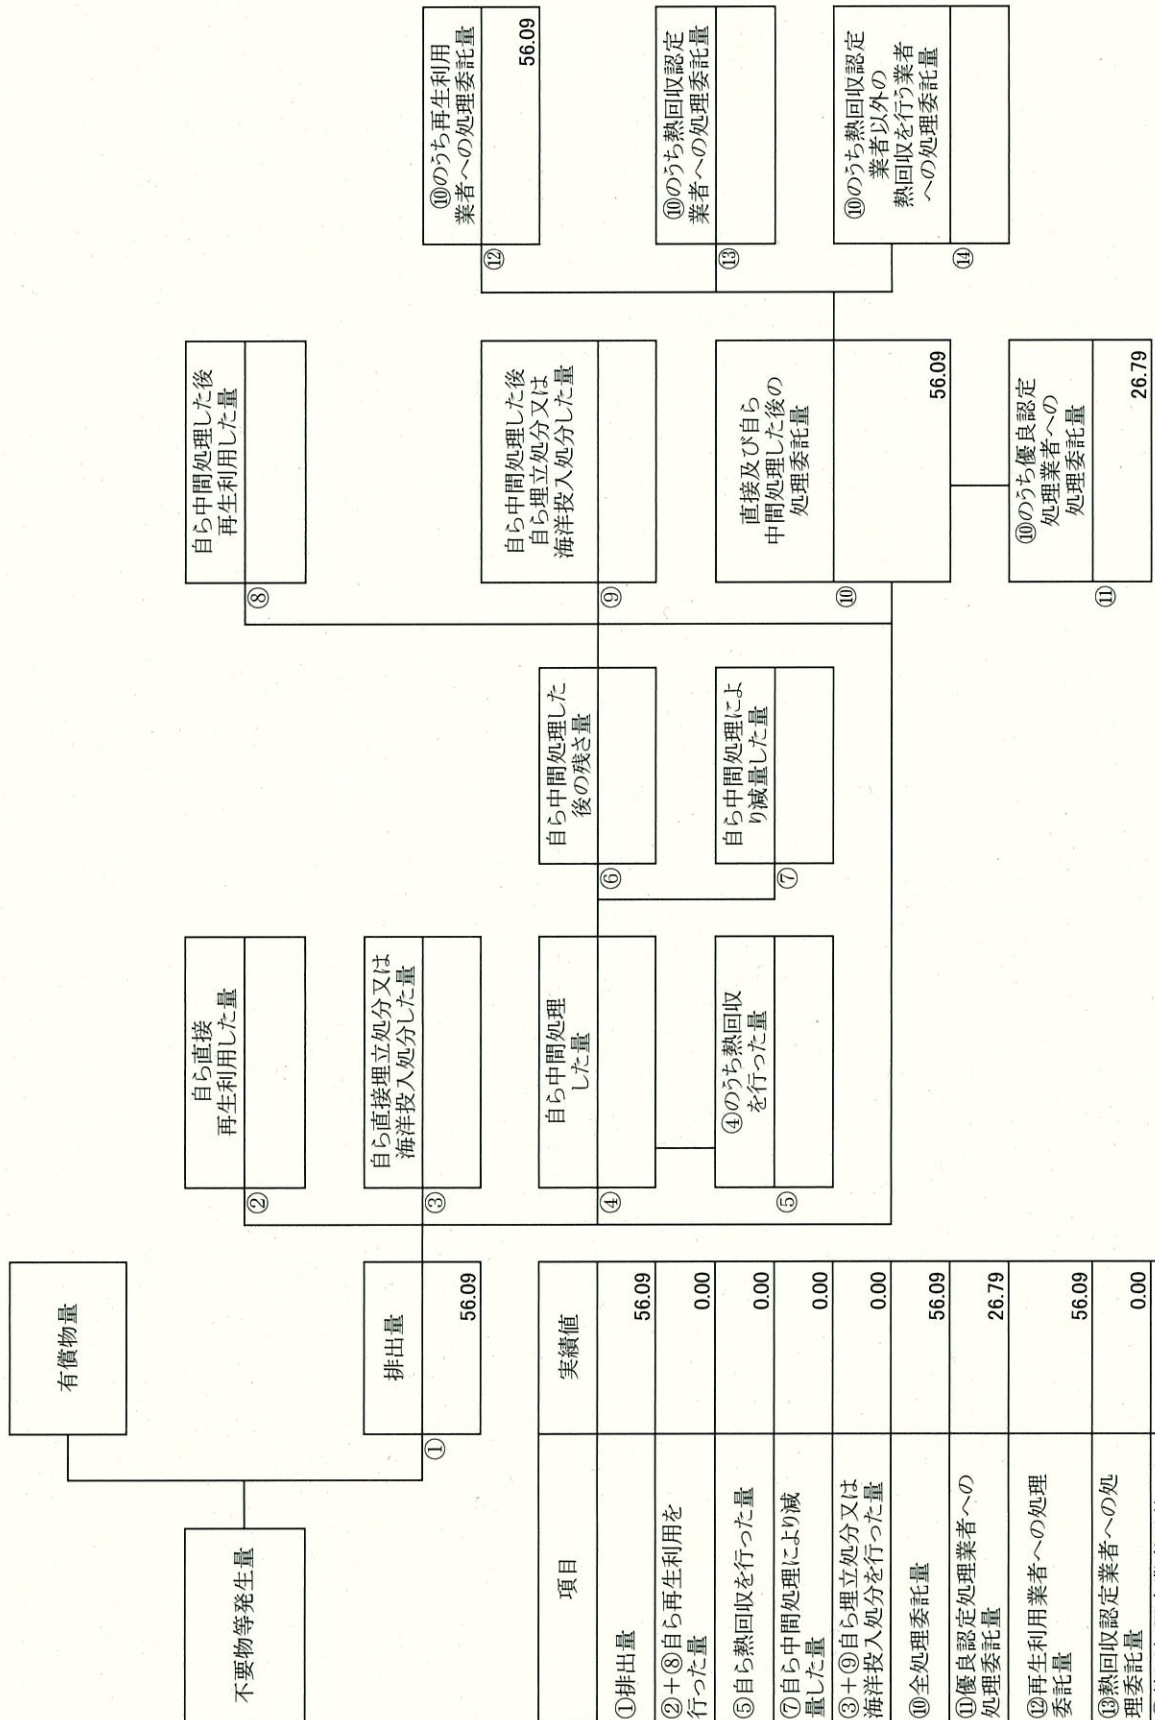 不要物等発生量
有償物量
排出量
①
56.09
自ら直接
再生利用した量
②
自ら直接埋立処分又は
海洋投入処分した量
③
自ら中間処理
した量
④
④のうち熱回収
を行った量
⑤
自ら中間処理した
後の残さ量
⑥
自ら中間処理によ
り減量した量
⑦
自ら中間処理した後
再生利用した量
⑧
自ら中間処理した後
自ら埋立処分又は
海洋投入処分した量
⑨
直接及び自ら
中間処理した後の
処理委託量
⑩
56.09
⑩のうち優良認定
処理業者への
処理委託量
⑪
26.79
⑩のうち再生利用
業者への処理委託量
⑫
56.09
⑩のうち熱回収認定
業者への処理委託量
⑬
⑩のうち熱回収認定
業者以外の
熱回収を行う業者
への処理委託量
⑭
項目 実績値
①排出量 56.09
②+⑧自ら再生利用を
行った量 0.00
⑤自ら熱回収を行った量 0.00
⑦自ら中間処理により減
量した量 0.00
③+⑨自ら埋立処分又は
海洋投入処分を行った量 0.00
⑩全処理委託量 56.09
⑪優良認定処理業者への
処理委託量 26.79
⑫再生利用業者への処理
委託量 56.09
⑬熱回収認定業者への処
理委託量 0.00